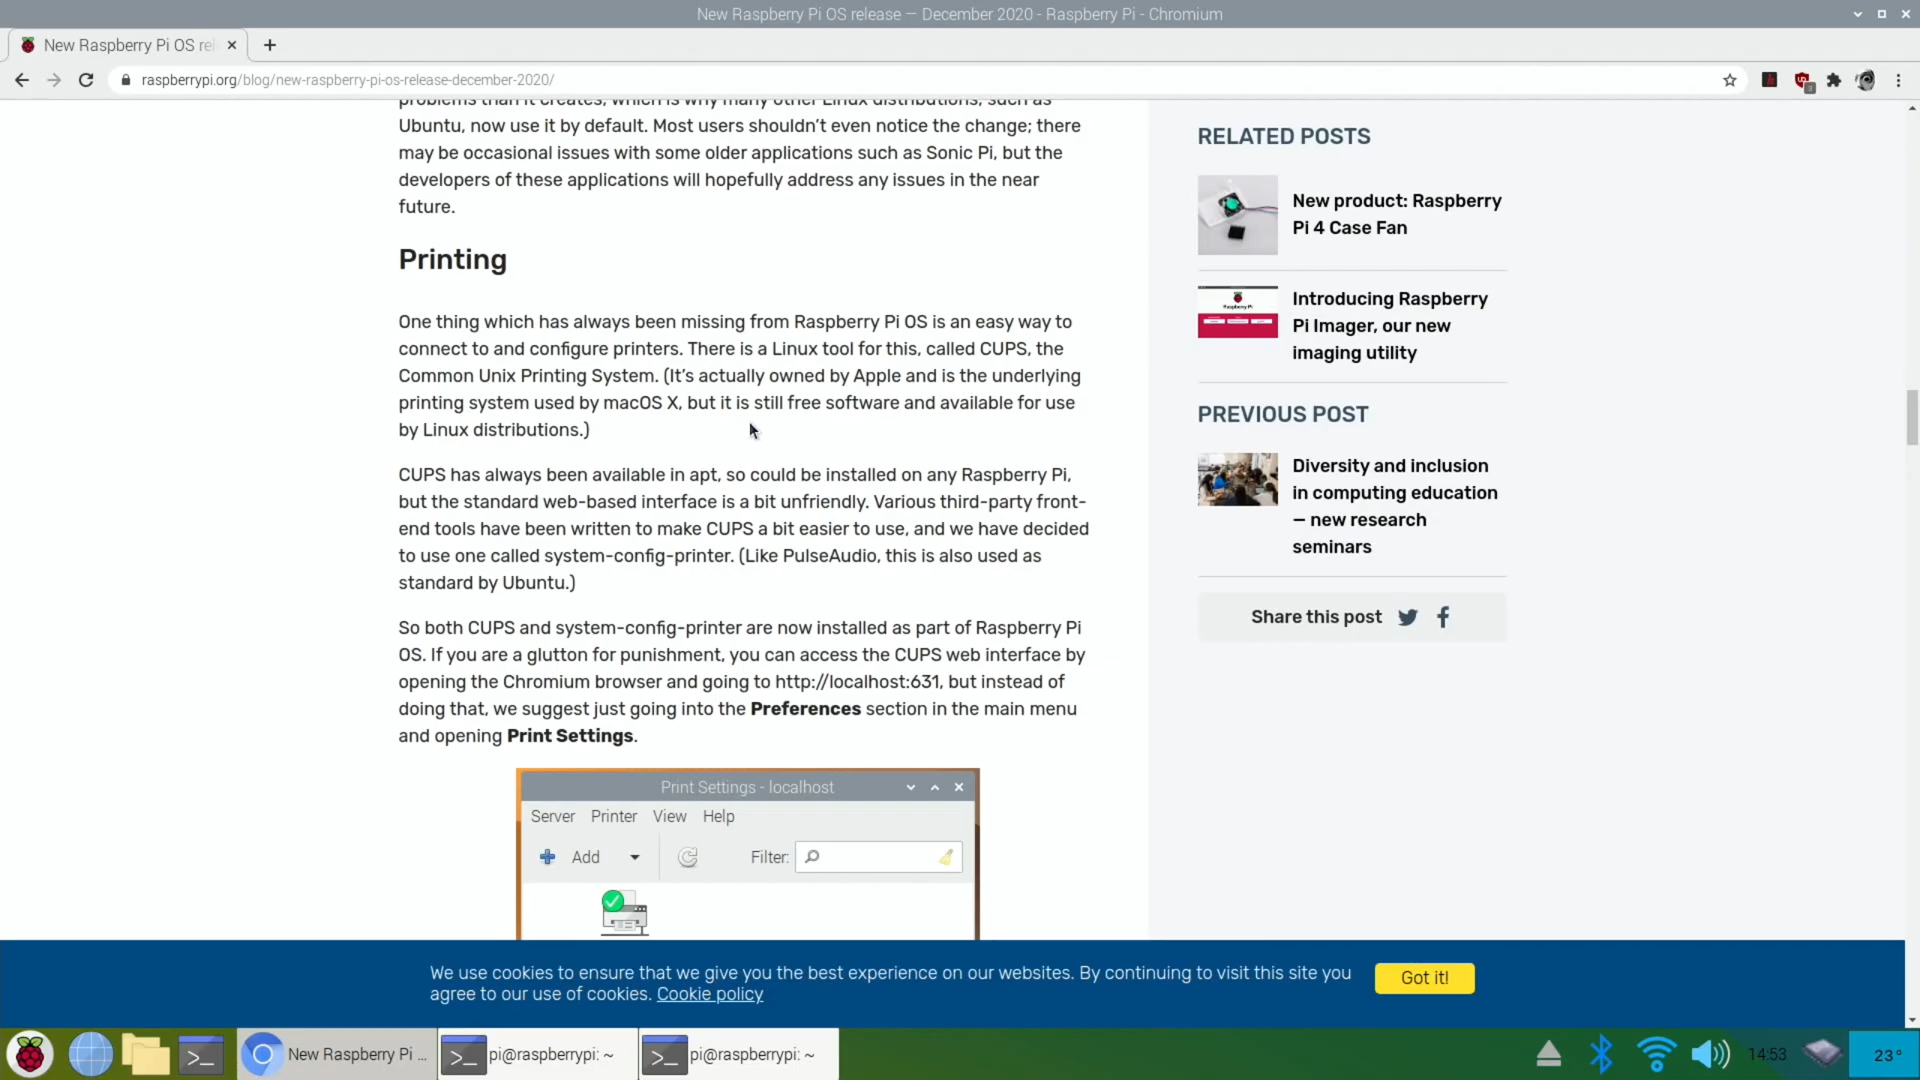 New Raspberry Pi OS release — December 2020 - Raspberry Pi - Chromium
New Raspberry Pi OS rel
raspberrypi.org/blog/new-raspberry-pi-os-release-december-2020/
problems than it creates, which is why many other Linux distributions, such as
Ubuntu, now use it by default. Most users shouldn’t even notice the change; there
may be occasional issues with some older applications such as Sonic Pi, but the
developers of these applications will hopefully address any issues in the near
future.
Printing
One thing which has always been missing from Raspberry Pi OS is an easy way to
connect to and configure printers. There is a Linux tool for this, called CUPS, the
Common Unix Printing System. (It’s actually owned by Apple and is the underlying
printing system used by macOS X, but it is still free software and available for use
by Linux distributions.)
CUPS has always been available in apt, so could be installed on any Raspberry Pi,
but the standard web-based interface is a bit unfriendly. Various third-party front-
end tools have been written to make CUPS a bit easier to use, and we have decided
to use one called system-config-printer. (Like PulseAudio, this is also used as
standard by Ubuntu.)
So both CUPS and system-config-printer are now installed as part of Raspberry Pi
OS. If you are a glutton for punishment, you can access the CUPS web interface by
opening the Chromium browser and going to http://localhost:631, but instead of
doing that, we suggest just going into the Preferences section in the main menu
and opening Print Settings.
Print Settings - localhost
Server Printer View Help
Add Filter:
RELATED POSTS
New product: Raspberry
Pi 4 Case Fan
Introducing Raspberry
Pi Imager, our new
imaging utility
PREVIOUS POST
Diversity and inclusion
in computing education
– new research
seminars
Share this post
We use cookies to ensure that we give you the best experience on our websites. By continuing to visit this site you
agree to our use of cookies. Cookie policy
Got it!
New Raspberry Pi ...
pi@raspberrypi: ~
pi@raspberrypi: ~
14:53
23°